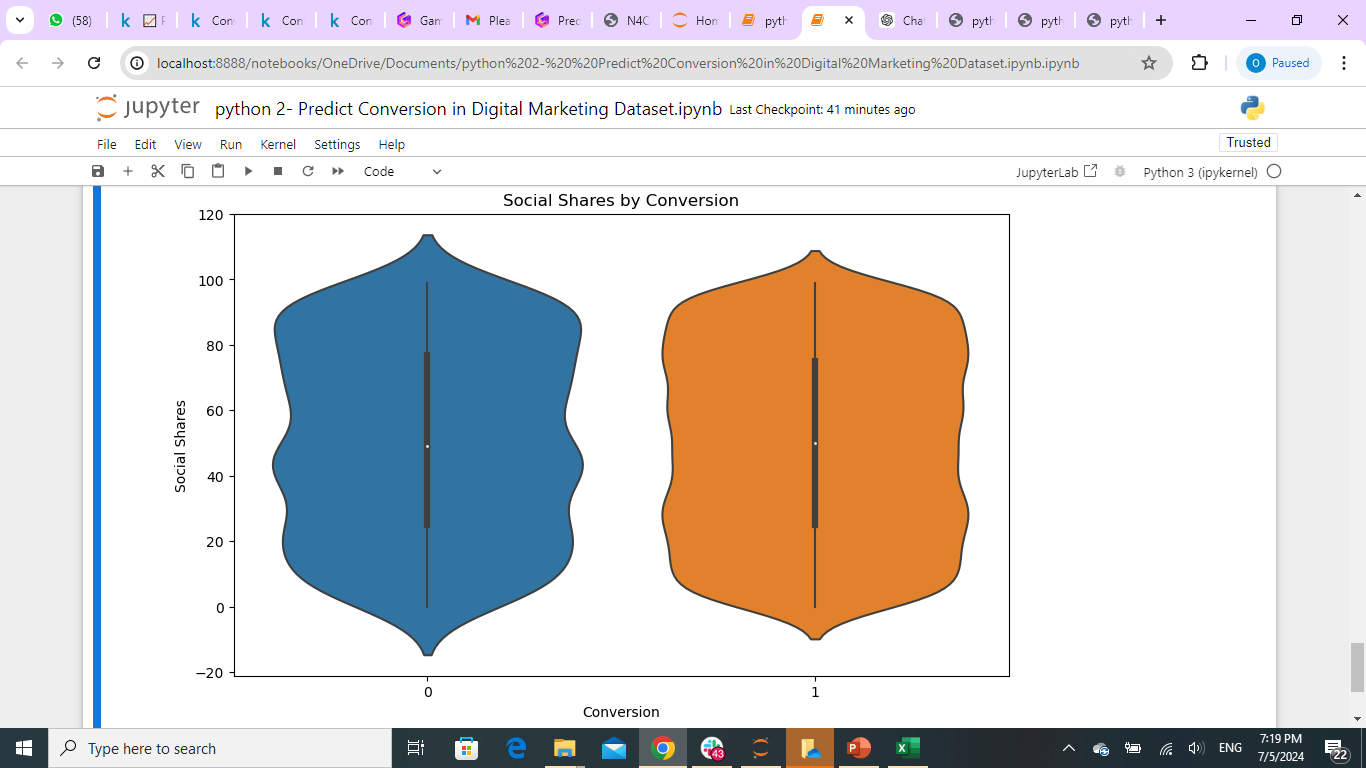 (58) F Con Con Con Gam Plea Prec N4C Hom pyth pyth Cha pyth pyth pyth
localhost:8888/notebooks/OneDrive/Documents/python%202-%20%20Predict%20Conversion%20in%20Digital%20Marketing%20Dataset.ipynb.ipynb O Paused
jupyter python 2- Predict Conversion in Digital Marketing Dataset.ipynb Last Checkpoint: 41 minutes ago
File Edit View Run Kernel Settings Help Trusted
Code JupyterLab Python 3 (ipykernel)
Social Shares by Conversion
120
100
80
60
40
20
0
−20
Social Shares
0 1
Conversion
Type here to search 43 ENG 7:19 PM
7/5/2024 22